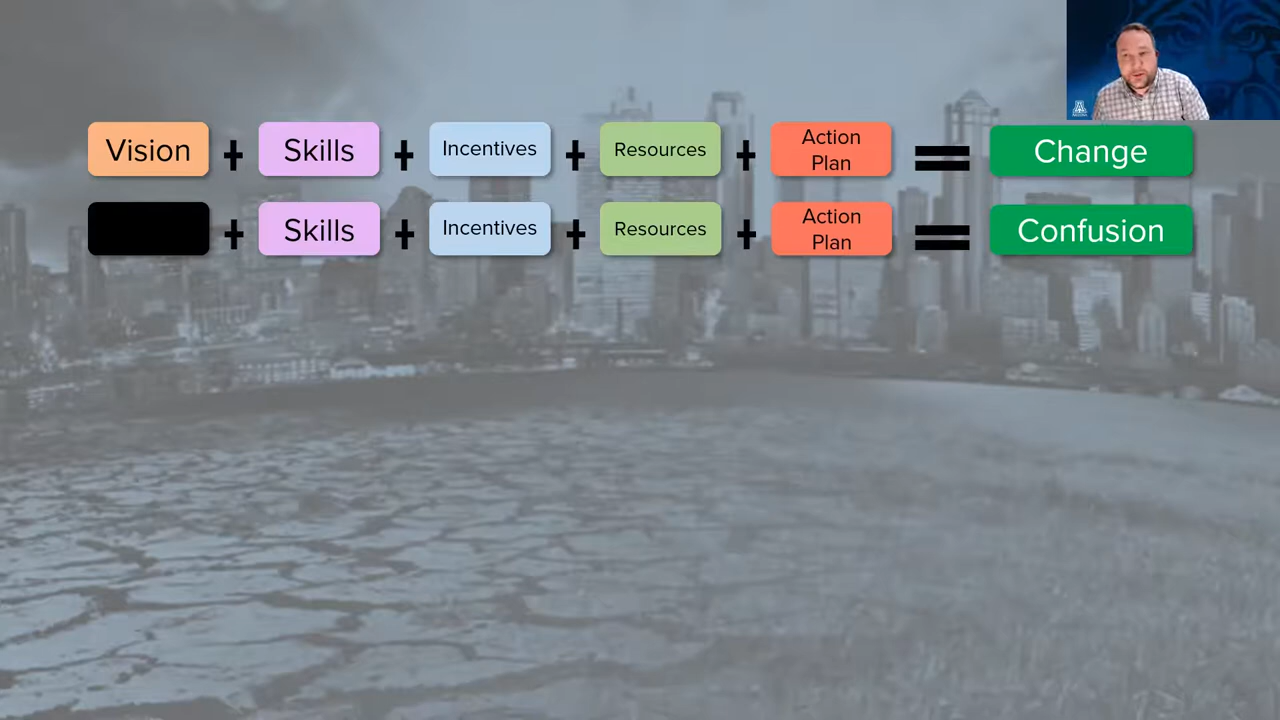 Vision + Skills + Incentives + Resources + Action Plan = Change
+ Skills + Incentives + Resources + Action Plan = Confusion